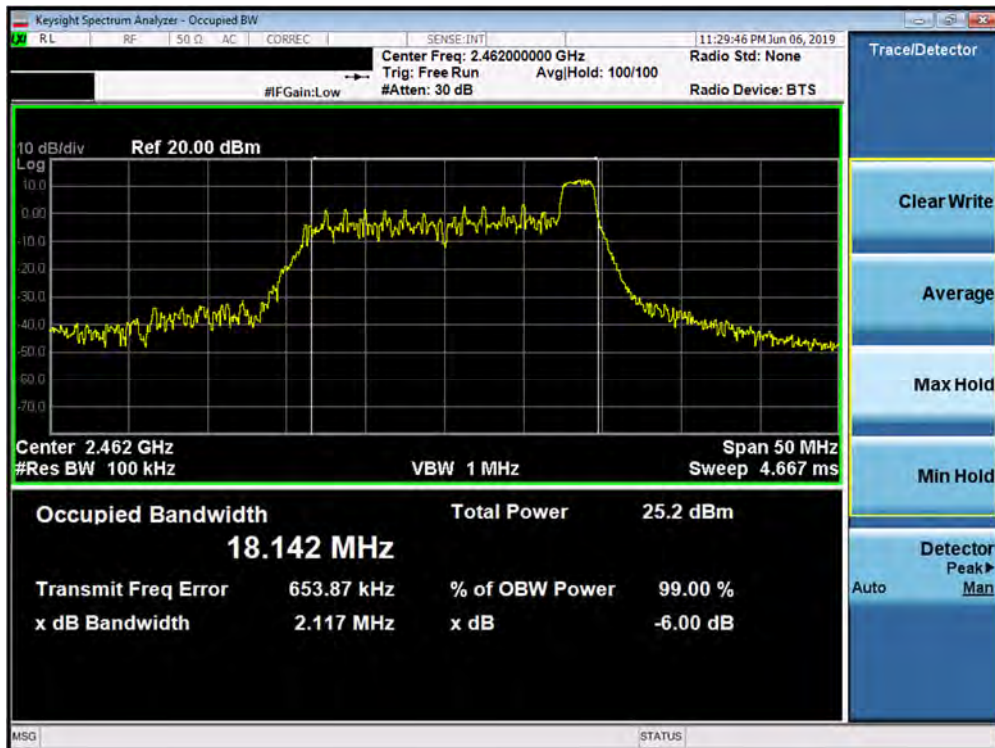 Keysight Spectrum Analyzer - Occupied BW
LXI RL RF 50 Ω AC CORREC SENSE:INT 11:29:46 PM Jun 06, 2019
Center Freq: 2.462000000 GHz Radio Std: None
Trig: Free Run Avg|Hold: 100/100
#IFGain:Low #Atten: 30 dB Radio Device: BTS
10 dB/div Ref 20.00 dBm
Log
10.0
0.00
-10.0
-20.0
-30.0
-40.0
-50.0
-60.0
-70.0
Center 2.462 GHz Span 50 MHz
#Res BW 100 kHz VBW 1 MHz Sweep 4.667 ms
Occupied Bandwidth Total Power 25.2 dBm
18.142 MHz
Transmit Freq Error 653.87 kHz % of OBW Power 99.00 %
x dB Bandwidth 2.117 MHz x dB -6.00 dB
MSG STATUS
Trace/Detector
Clear Write
Average
Max Hold
Min Hold
Detector
Peak▶
Auto Man